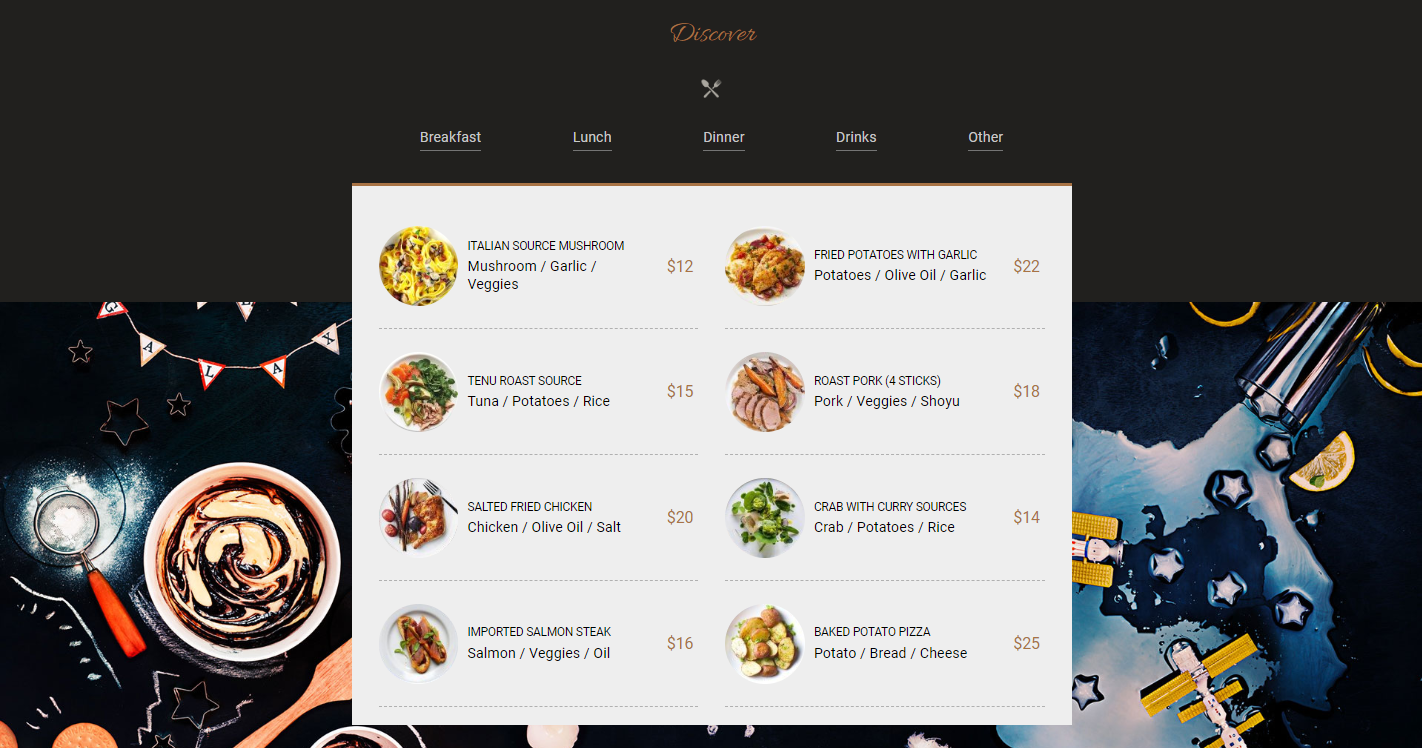 Discover
Breakfast Lunch Dinner Drinks Other
ITALIAN SOURCE MUSHROOM
Mushroom / Garlic /
Veggies
$12
FRIED POTATOES WITH GARLIC
Potatoes / Olive Oil / Garlic
$22
TENU ROAST SOURCE
Tuna / Potatoes / Rice
$15
ROAST PORK (4 STICKS)
Pork / Veggies / Shoyu
$18
SALTED FRIED CHICKEN
Chicken / Olive Oil / Salt
$20
CRAB WITH CURRY SOURCES
Crab / Potatoes / Rice
$14
IMPORTED SALMON STEAK
Salmon / Veggies / Oil
$16
BAKED POTATO PIZZA
Potato / Bread / Cheese
$25
A L A X